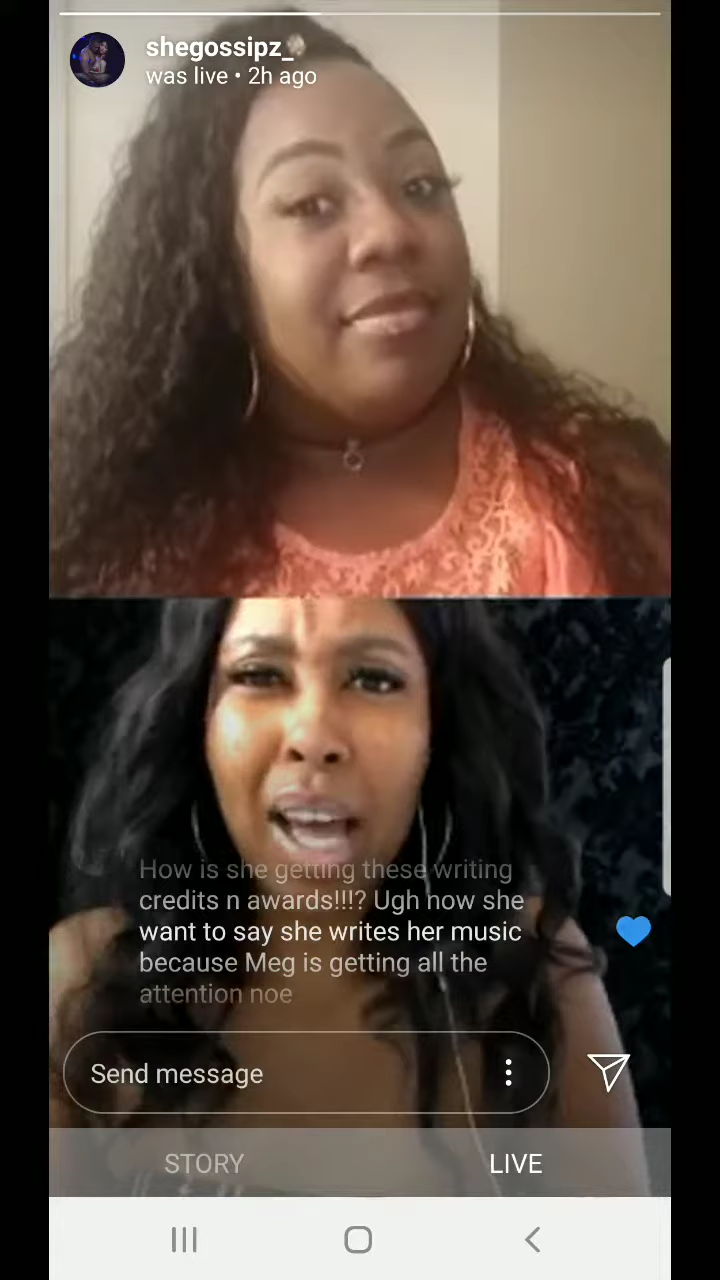 shegossipz_
was live • 2h ago
How is she getting these writing
credits n awards!!!? Ugh now she
want to say she writes her music
because Meg is getting all the
attention noe
Send message
STORY
LIVE